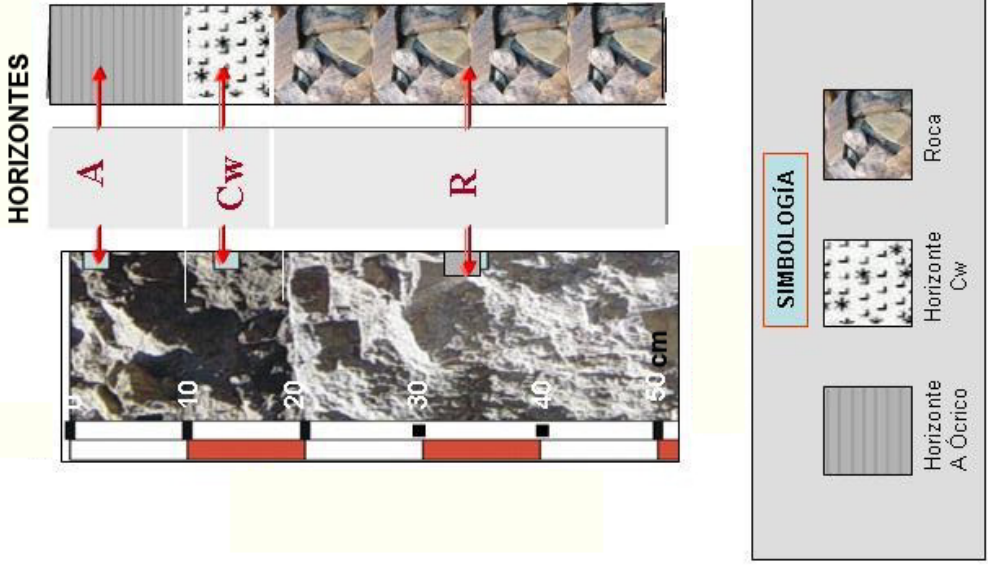 HORIZONTES
A
Cw
R
0
10
20
30
40
50 cm
SIMBOLOGÍA
Horizonte
A Ócrico
Horizonte
Cw
Roca